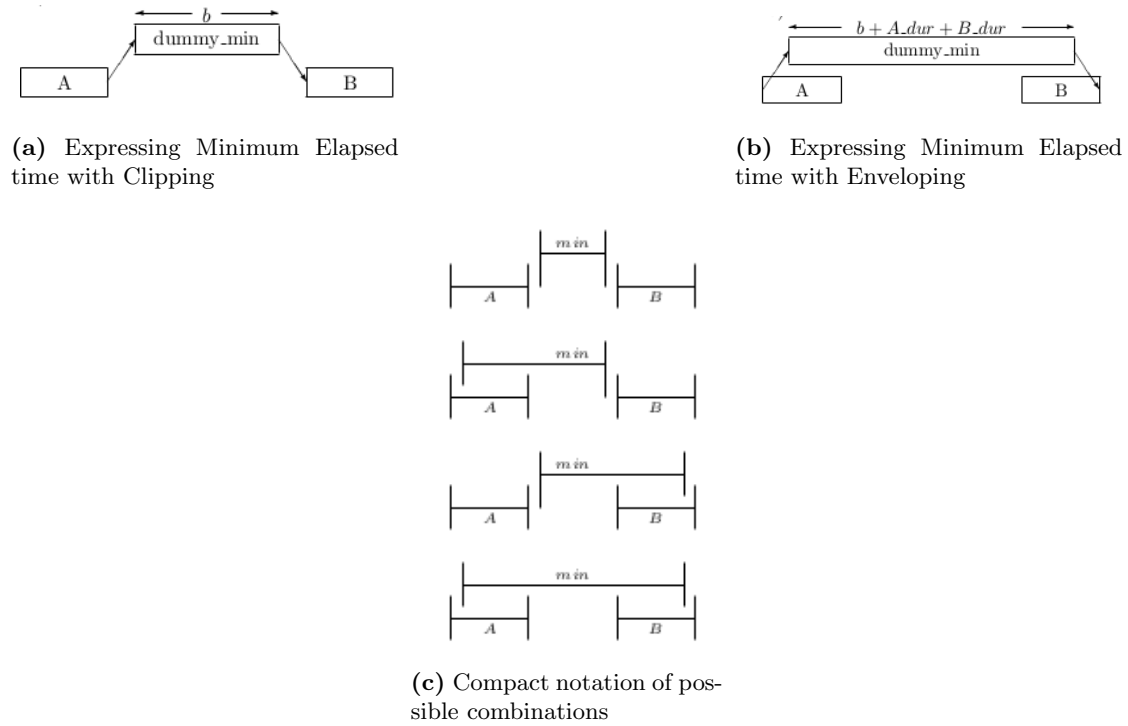 b
dummy_min
A
B
(a) Expressing Minimum Elapsed
time with Clipping
b + A_dur + B_dur
dummy_min
A
B
(b) Expressing Minimum Elapsed
time with Enveloping
min
A
B
min
A
B
min
A
B
min
A
B
(c) Compact notation of pos-
sible combinations